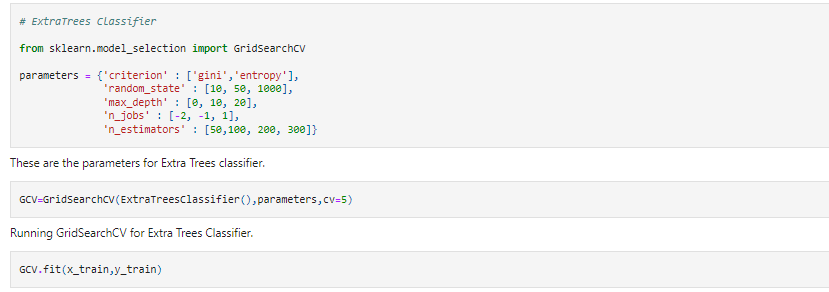 # ExtraTrees Classifier
from sklearn.model_selection import GridSearchCV
parameters = {'criterion' : ['gini','entropy'],
'random_state' : [10, 50, 1000],
'max_depth' : [0, 10, 20],
'n_jobs' : [-2, -1, 1],
'n_estimators' : [50,100, 200, 300]}
These are the parameters for Extra Trees classifier.
GCV=GridSearchCV(ExtraTreesClassifier(),parameters,cv=5)
Running GridSearchCV for Extra Trees Classifier.
GCV.fit(x_train,y_train)